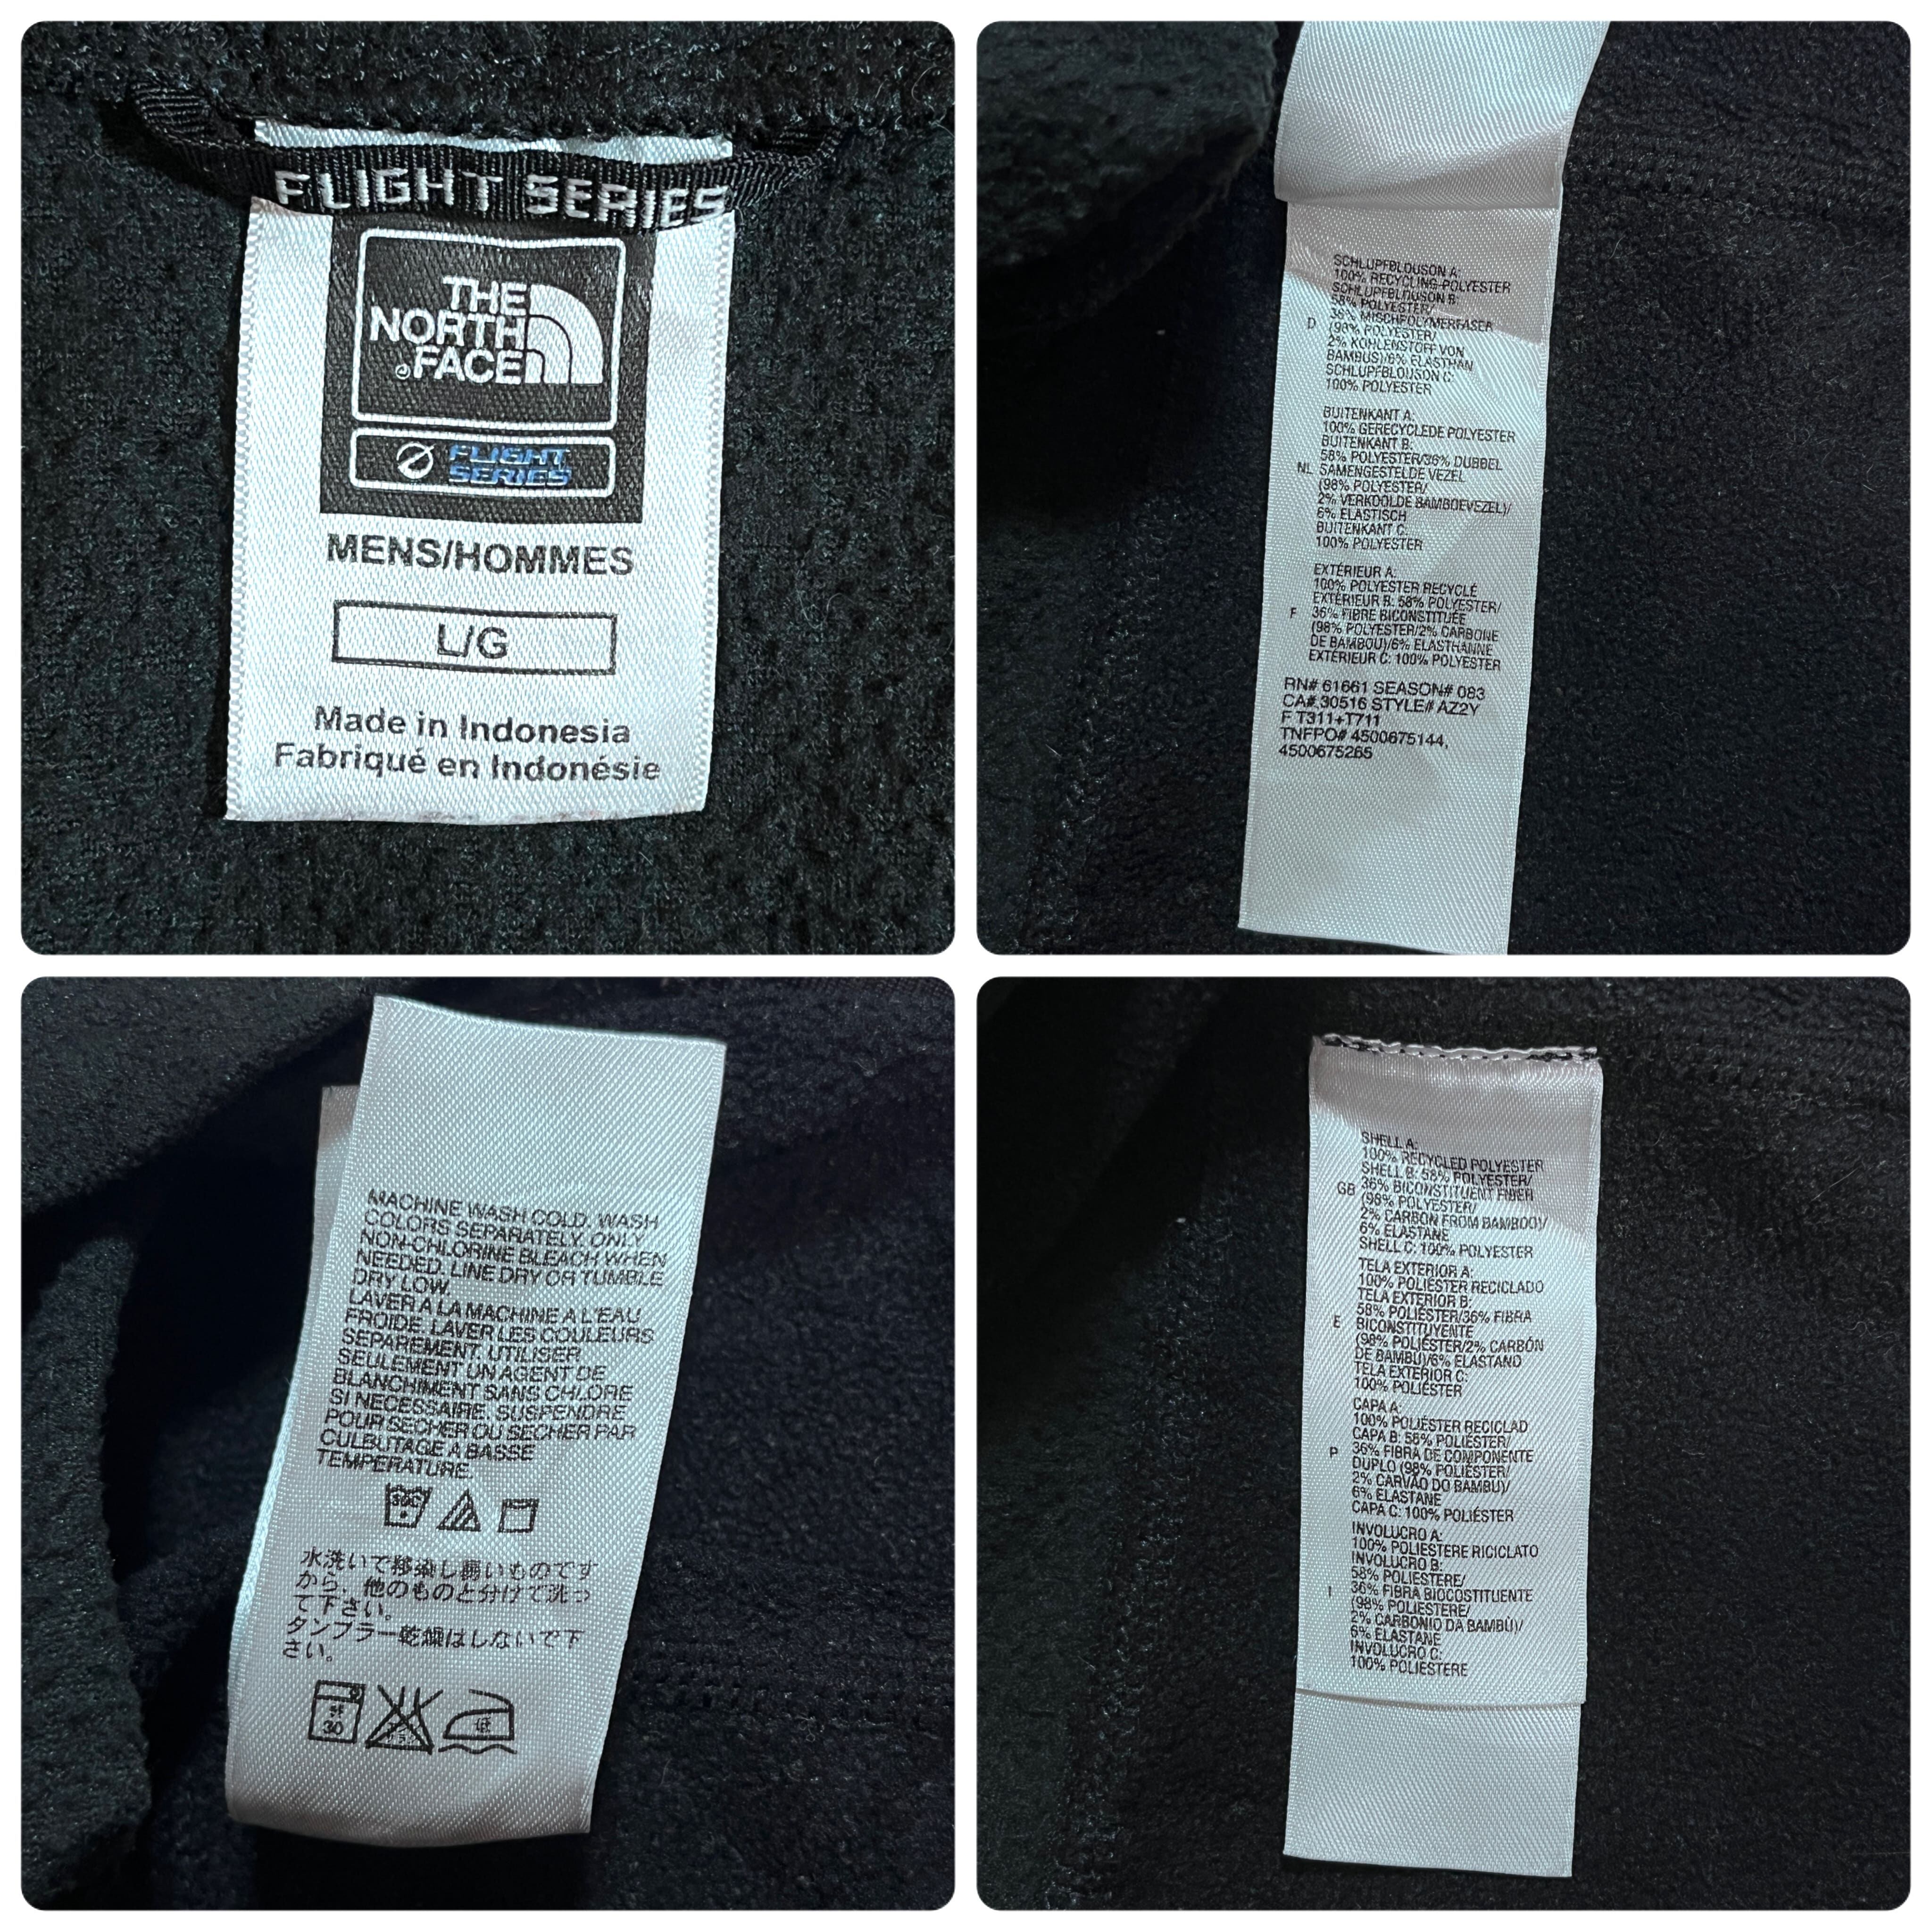 FLIGHT SERIES
THE
NORTH
FACE
FLIGHT
SERIES
MENS/HOMMES
L/G
Made in Indonesia
Fabriqué en Indonésie
SCHLUPFBLOUSON A:
100% RECYCLING-POLYESTER
SCHLUPFBLOUSON B:
58% POLYESTER/
36% MISCHPOLYMERFASER
D (98% POLYESTER/
2% KOHLENSTOFF VON
BAMBUS)/6% ELASTHAN
SCHLUPFBLOUSON C:
100% POLYESTER
BUITENKANT A:
100% GERECYCLEDE POLYESTER
BUITENKANT B:
58% POLYESTER/36% DUBBEL
NL SAMENGESTELDE VEZEL
(98% POLYESTER/
2% VERKOOLDE BAMBOEVEZEL)/
6% ELASTISCH
BUITENKANT C:
100% POLYESTER
EXTÉRIEUR A:
100% POLYESTER RECYCLÉ
EXTÉRIEUR B: 58% POLYESTER/
F 36% FIBRE BICONSTITUÉE
(98% POLYESTER/2% CARBONE
DE BAMBOU)/6% ELASTHANNE
EXTÉRIEUR C: 100% POLYESTER
RN# 61661 SEASON# 083
CA# 30516 STYLE# AZ2Y
F T311+T711
TNFPO# 4500675144,
4500675265
MACHINE WASH COLD. WASH
COLORS SEPARATELY. ONLY
NON-CHLORINE BLEACH WHEN
NEEDED. LINE DRY OR TUMBLE
DRY LOW.
LAVER A LA MACHINE A L'EAU
FROIDE. LAVER LES COULEURS
SEPAREMENT. UTILISER
SEULEMENT UN AGENT DE
BLANCHIMENT SANS CHLORE
SI NECESSAIRE. SUSPENDRE
POUR SECHER OU SECHER PAR
CULBUTAGE A BASSE
TEMPERATURE.
30C
水洗いで移染し易いものです
から、他のものと分けて洗っ
て下さい。
タンブラー乾燥はしないで下
さい。
30
低
SHELL A:
100% RECYCLED POLYESTER
SHELL B: 58% POLYESTER/
GB 36% BICONSTITUENT FIBER
(98% POLYESTER/
2% CARBON FROM BAMBOO)/
6% ELASTANE
SHELL C: 100% POLYESTER
TELA EXTERIOR A:
100% POLIÉSTER RECICLADO
TELA EXTERIOR B:
58% POLIÉSTER/36% FIBRA
E BICONSTITUYENTE
(98% POLIÉSTER/2% CARBÓN
DE BAMBÚ)/6% ELASTAND
TELA EXTERIOR C:
100% POLIÉSTER
CAPA A:
100% POLIÉSTER RECICLAD
CAPA B: 58% POLIÉSTER/
P 36% FIBRA DE COMPONENTE
DUPLO (98% POLIÉSTER/
2% CARVÃO DO BAMBU)/
6% ELASTANE
CAPA C: 100% POLIÉSTER
INVOLUCRO A:
100% POLIESTERE RICICLATO
INVOLUCRO B:
58% POLIESTERE/
I 36% FIBRA BIOCOSTITUENTE
(98% POLIESTERE/
2% CARBONIO DA BAMBÙ)/
6% ELASTANE
INVOLUCRO C:
100% POLIESTERE